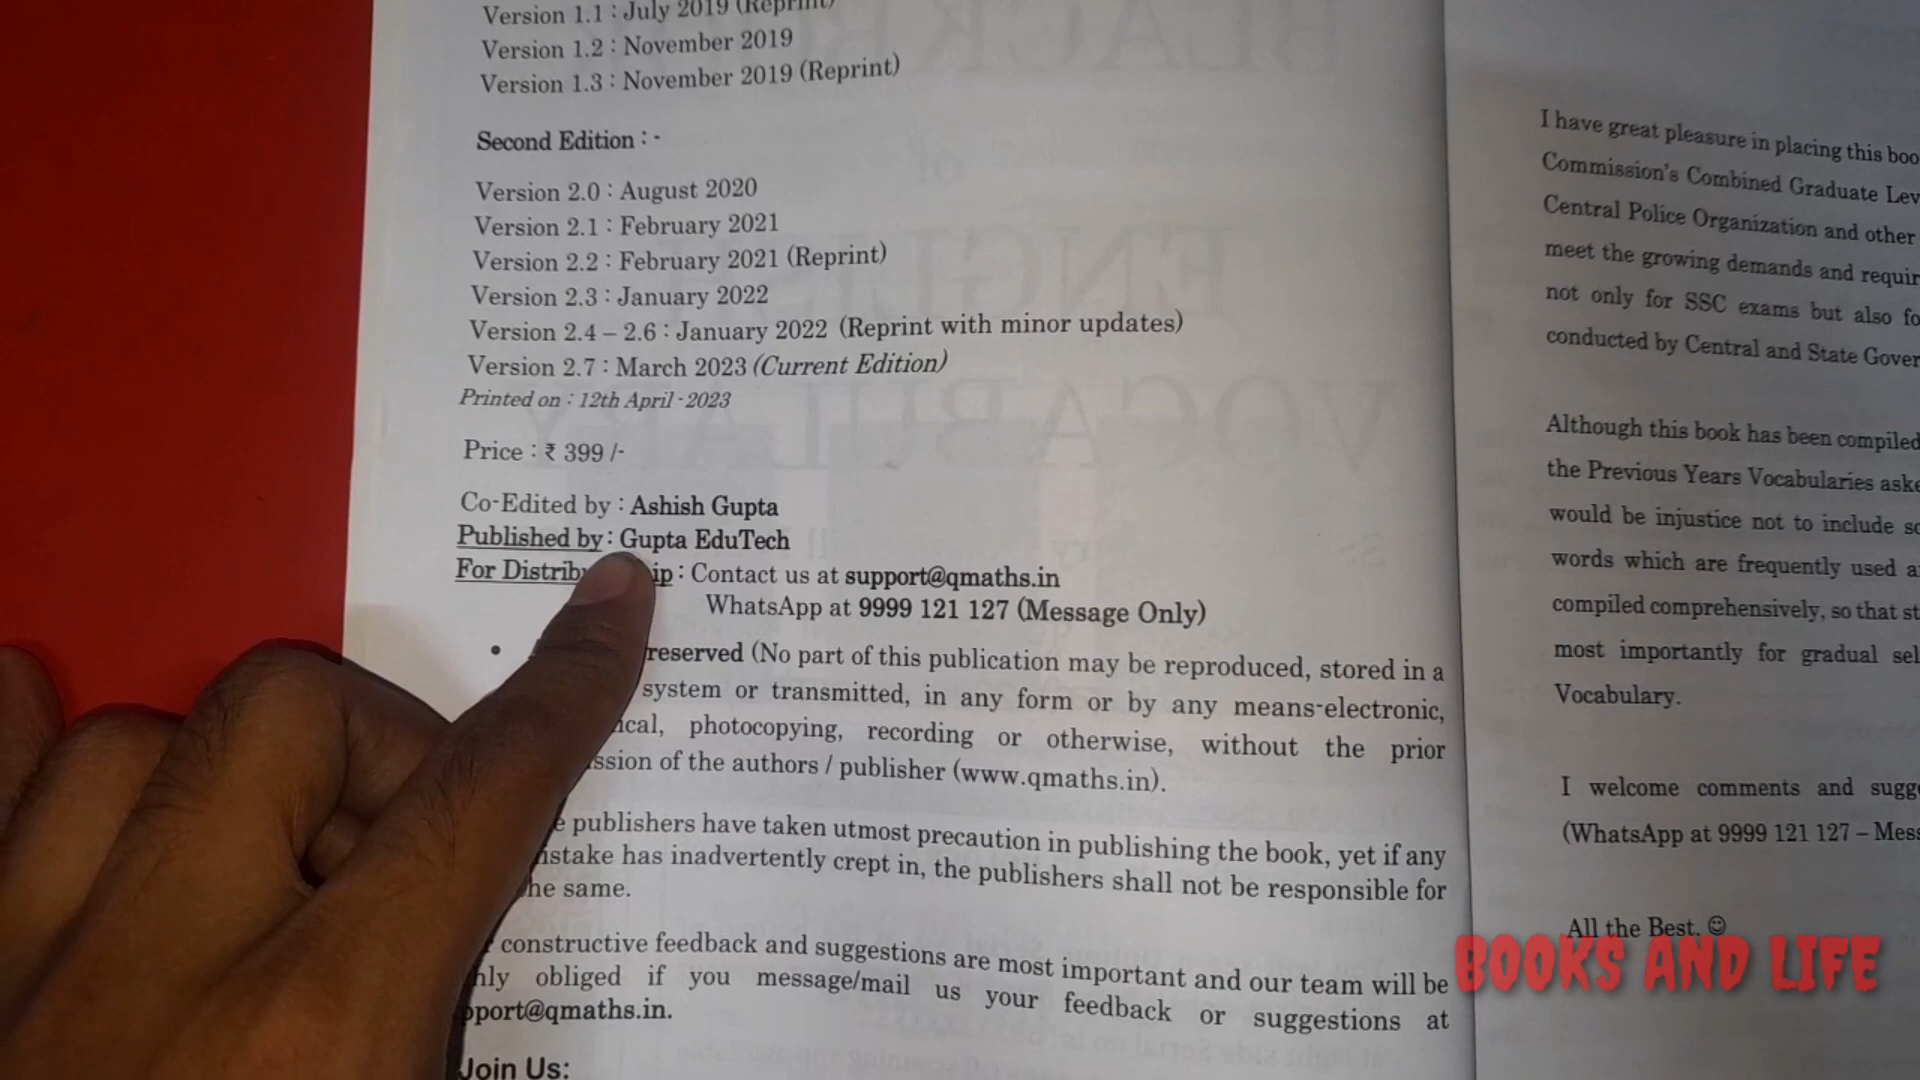 Version 1.1 : July 2019 (Reprint)
Version 1.2 : November 2019
Version 1.3 : November 2019 (Reprint)
Second Edition : -
Version 2.0 : August 2020
Version 2.1 : February 2021
Version 2.2 : February 2021 (Reprint)
Version 2.3 : January 2022
Version 2.4 – 2.6 : January 2022 (Reprint with minor updates)
Version 2.7 : March 2023 (Current Edition)
Printed on : 12th April - 2023
Price : ₹ 399 /-
Co-Edited by : Ashish Gupta
Published by : Gupta EduTech
For Distrib ip : Contact us at support@qmaths.in
WhatsApp at 9999 121 127 (Message Only)
• reserved (No part of this publication may be reproduced, stored in a
system or transmitted, in any form or by any means-electronic,
ical, photocopying, recording or otherwise, without the prior
ssion of the authors / publisher (www.qmaths.in).
e publishers have taken utmost precaution in publishing the book, yet if any
istake has inadvertently crept in, the publishers shall not be responsible for
he same.
constructive feedback and suggestions are most important and our team will be
hly obliged if you message/mail us your feedback or suggestions at
pport@qmaths.in.
Join Us:
I have great pleasure in placing this boo
Commission's Combined Graduate Lev
Central Police Organization and other
meet the growing demands and requir
not only for SSC exams but also fo
conducted by Central and State Gover
Although this book has been compiled
the Previous Years Vocabularies aske
would be injustice not to include so
words which are frequently used a
compiled comprehensively, so that st
most importantly for gradual sel
Vocabulary.
I welcome comments and sugge
(WhatsApp at 9999 121 127 – Mess
All the Best. ☺
BOOKS AND LIFE